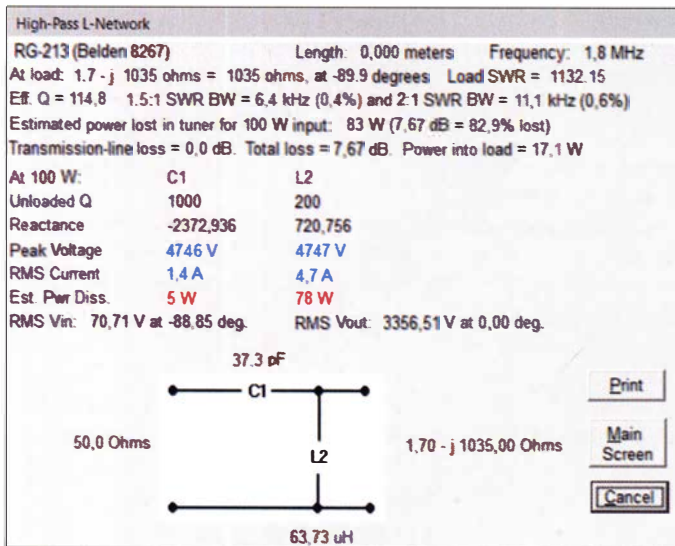 High-Pass L-Network
RG-213 (Belden 8267) Length: 0,000 meters Frequency: 1,8 MHz
At load: 1.7 - j 1035 ohms = 1035 ohms, at -89.9 degrees Load SWR = 1132.15
Eff. Q = 114,8 1.5:1 SWR BW = 6,4 kHz (0,4%) and 2:1 SWR BW = 11,1 kHz (0,6%)
Estimated power lost in tuner for 100 W input: 83 W (7,67 dB = 82,9% lost)
Transmission-line loss = 0,0 dB. Total loss = 7,67 dB. Power into load = 17,1 W
At 100 W: C1 L2
Unloaded Q 1000 200
Reactance -2372,936 720,756
Peak Voltage 4746 V 4747 V
RMS Current 1,4 A 4,7 A
Est. Pwr Diss. 5 W 78 W
RMS Vin: 70,71 V at -88,85 deg. RMS Vout: 3356,51 V at 0,00 deg.
37.3 pF
C1
Print
50,0 Ohms
L2
1,70 - j 1035,00 Ohms
Main
Screen
Cancel
63,73 uH